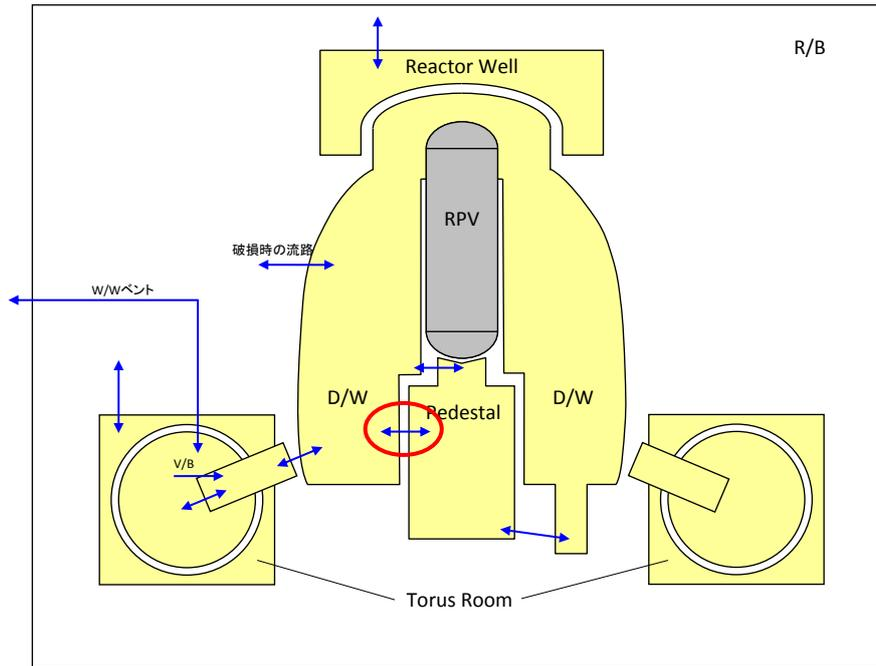 R/B
Reactor Well
RPV
破損時の流路
W/Wベント
D/W
Pedestal
D/W
V/B
Torus Room